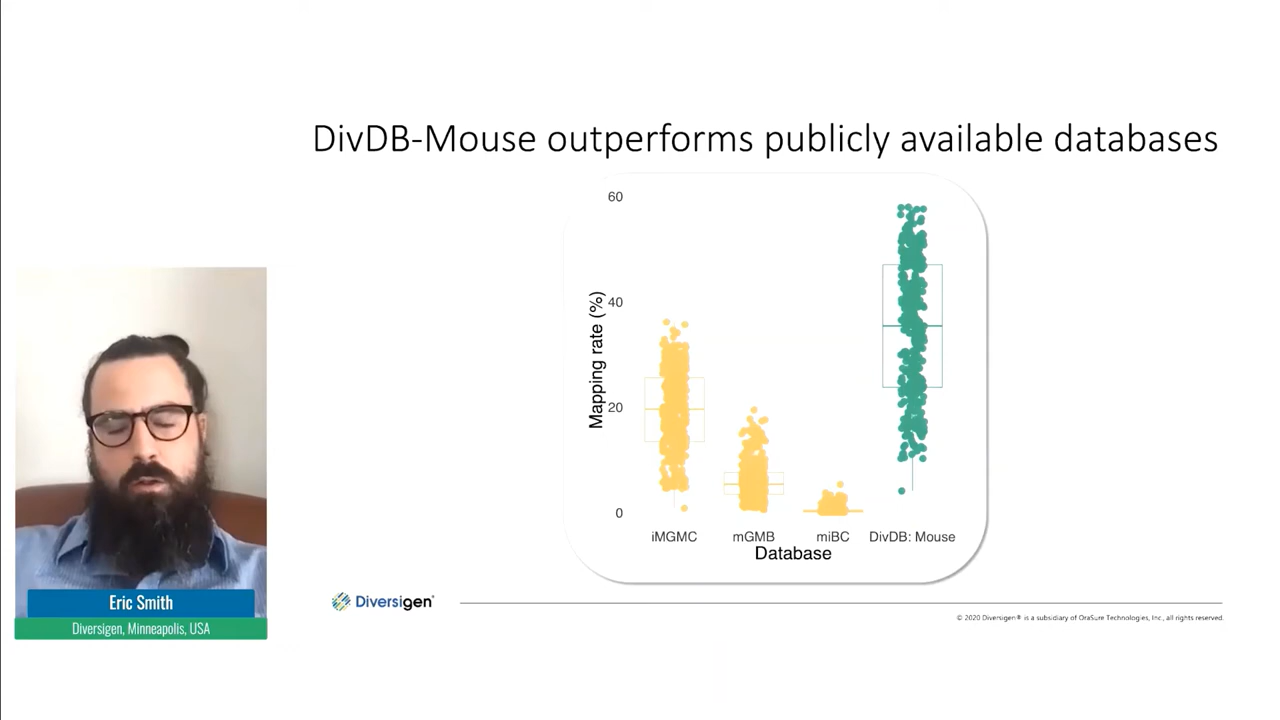 DivDB-Mouse outperforms publicly available databases
60
40
20
0
Mapping rate (%)
iMGMC
mGMB
miBC
DivDB: Mouse
Database
Eric Smith
Diversigen, Minneapolis, USA
Diversigen®
© 2020 Diversigen® is a subsidiary of OraSure Technologies, Inc., all rights reserved.